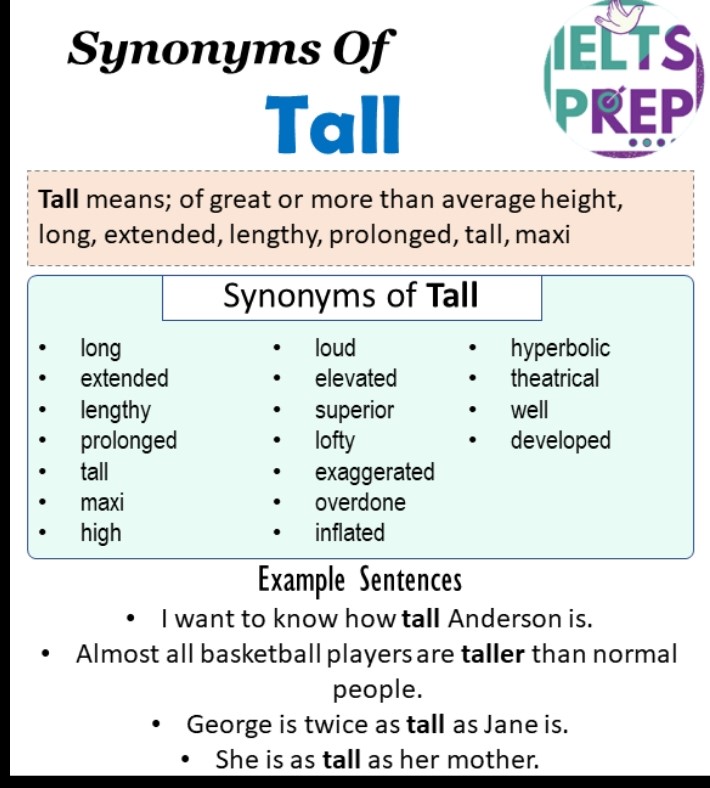 Synonyms Of
Tall
IELTS
PREP
Tall means; of great or more than average height,
long, extended, lengthy, prolonged, tall, maxi
Synonyms of Tall
• long
• extended
• lengthy
• prolonged
• tall
• maxi
• high
• loud
• elevated
• superior
• lofty
• exaggerated
• overdone
• inflated
• hyperbolic
• theatrical
• well
• developed
Example Sentences
• I want to know how tall Anderson is.
• Almost all basketball players are taller than normal
people.
• George is twice as tall as Jane is.
• She is as tall as her mother.